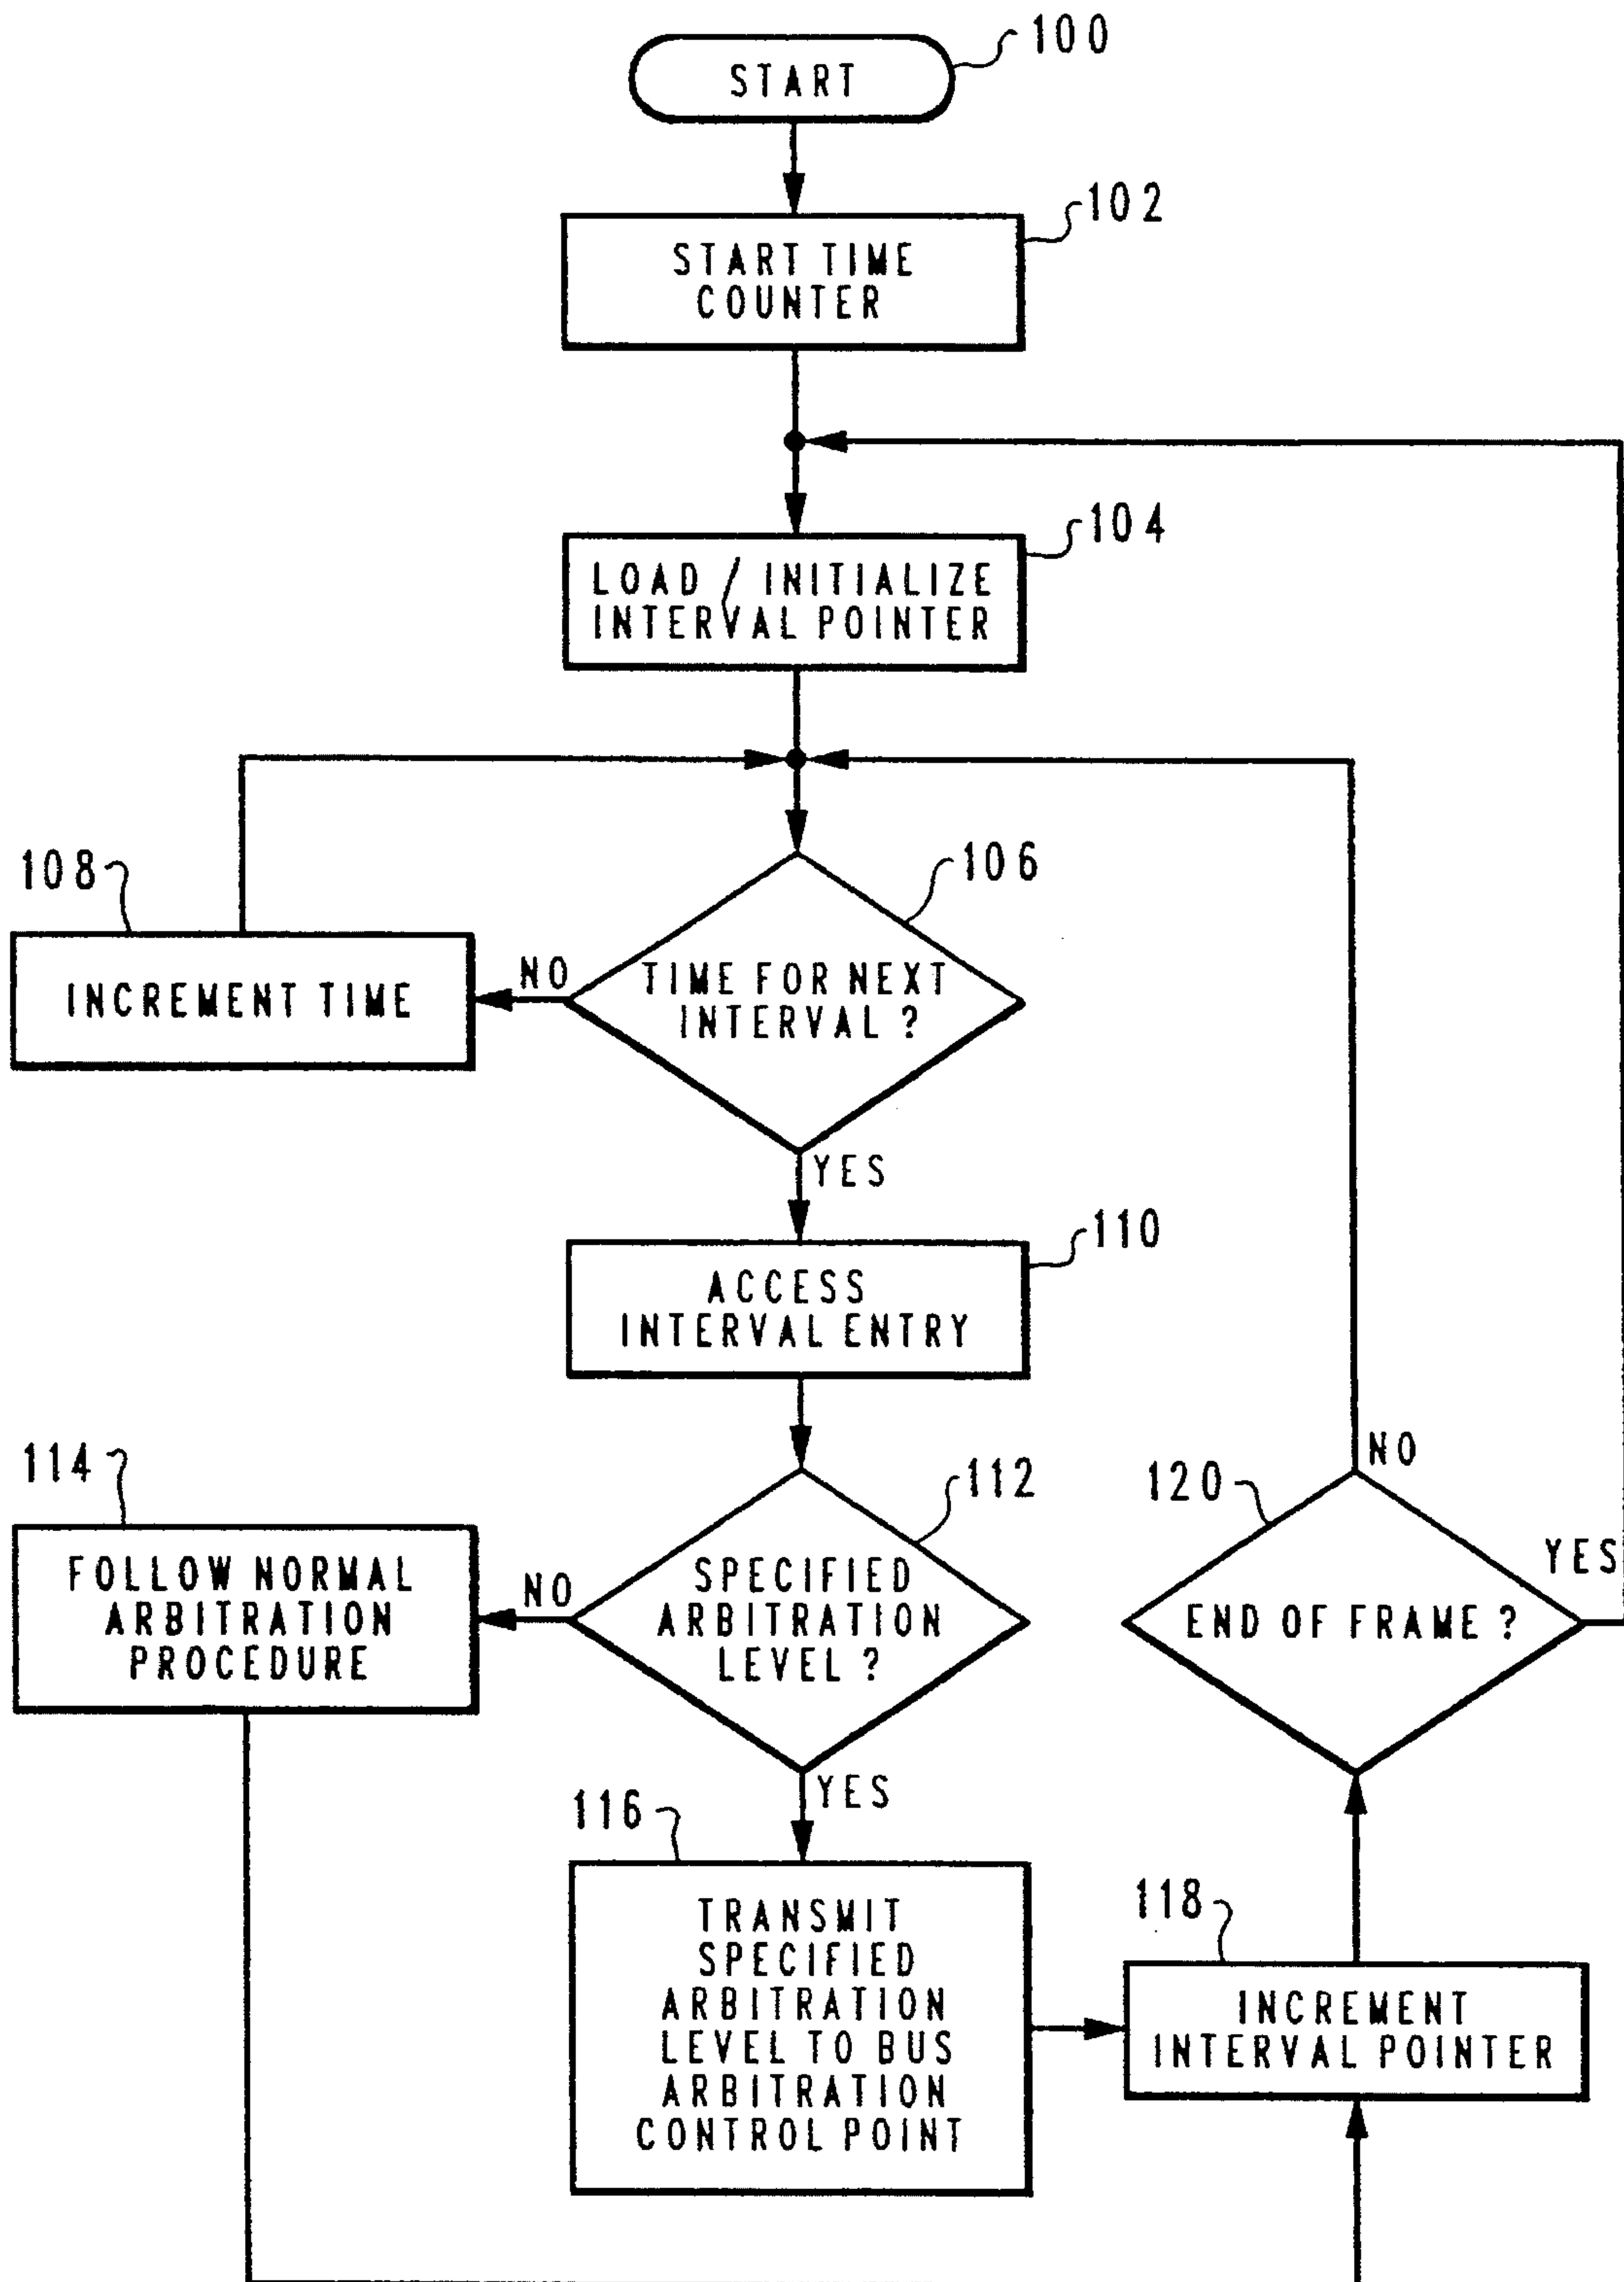 START
100
START TIME
COUNTER
102
LOAD / INITIALIZE
INTERVAL POINTER
104
TIME FOR NEXT
INTERVAL ?
106
NO
108
INCREMENT TIME
YES
ACCESS
INTERVAL ENTRY
110
SPECIFIED
ARBITRATION
LEVEL ?
112
NO
114
FOLLOW NORMAL
ARBITRATION
PROCEDURE
YES
116
TRANSMIT
SPECIFIED
ARBITRATION
LEVEL TO BUS
ARBITRATION
CONTROL POINT
118
INCREMENT
INTERVAL POINTER
120
END OF FRAME ?
NO
YES